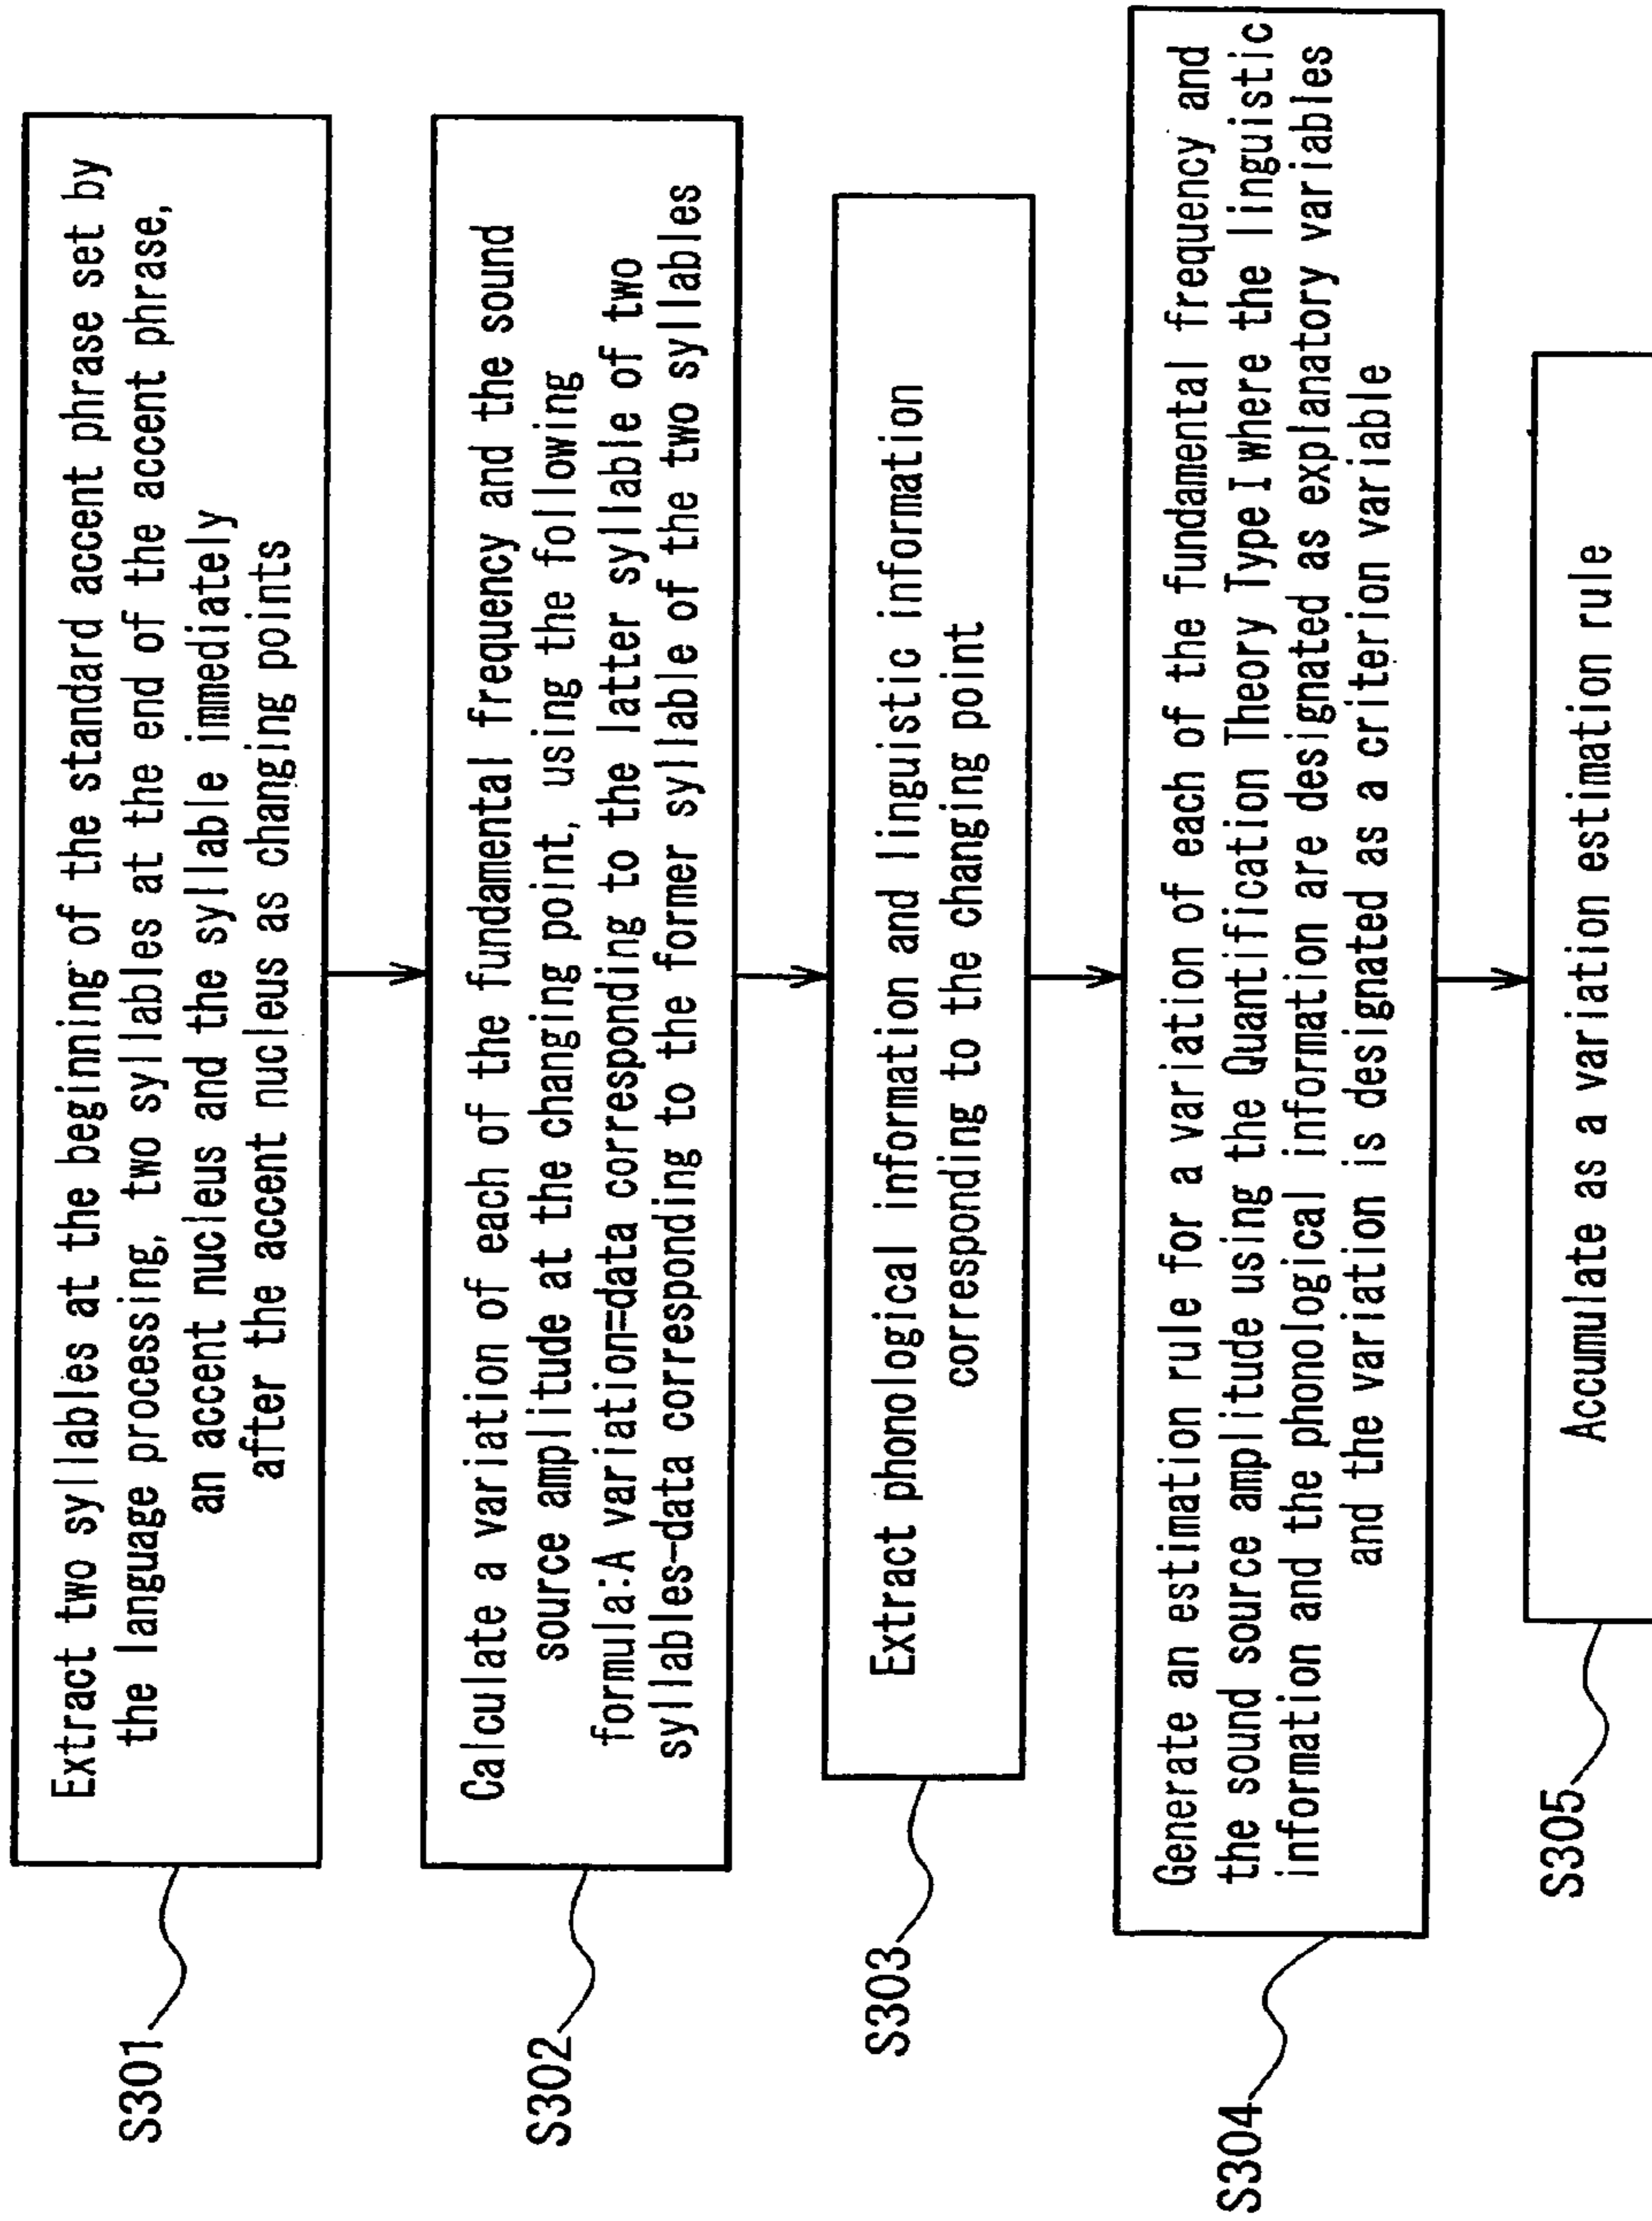 Extract two syllables at the beginning of the standard accent phrase set by
the language processing, two syllables at the end of the accent phrase,
an accent nucleus and the syllable immediately
after the accent nucleus as changing points
S301
Calculate a variation of each of the fundamental frequency and the sound
source amplitude at the changing point, using the following
formula:A variation=data corresponding to the latter syllable of two
syllables-data corresponding to the former syllable of the two syllables
S302
Extract phonological information and linguistic information
corresponding to the changing point
S303
Generate an estimation rule for a variation of each of the fundamental frequency and
the sound source amplitude using the Quantification Theory Type I where the linguistic
information and the phonological information are designated as explanatory variables
and the variation is designated as a criterion variable
S304
Accumulate as a variation estimation rule
S305